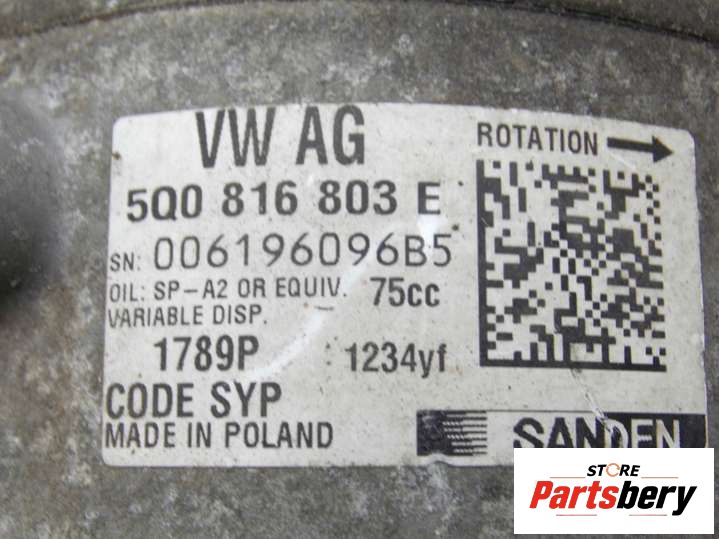 VW AG
ROTATION
5Q0 816 803 E
SN: 006196096B5
OIL: SP-A2 OR EQUIV. 75cc
VARIABLE DISP.
1789P 1234yf
CODE SYP
MADE IN POLAND
SANDEN
STORE
Partsbery